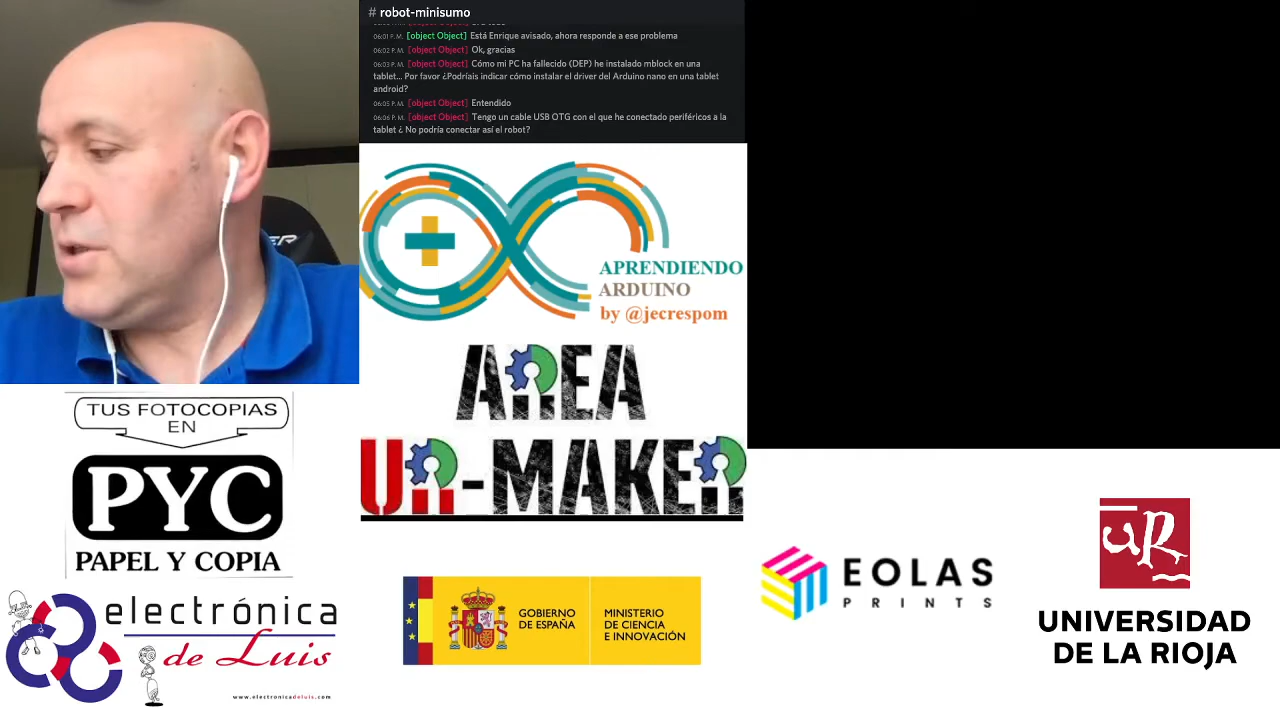 # robot-minisumo
06:01 P. M. [object Object] Está Enrique avisado, ahora responde a ese problema
06:02 P. M. [object Object] Ok, gracias
06:03 P. M. [object Object] Cómo mi PC ha fallecido (DEP) he instalado mblock en una
tablet... Por favor ¿Podríais indicar cómo instalar el driver del Arduino nano en una tablet
android?
06:05 P. M. [object Object] Entendido
06:06 P. M. [object Object] Tengo un cable USB OTG con el que he conectado periféricos a la
tablet ¿ No podría conectar así el robot?
APRENDIENDO
ARDUINO
by @jecrespom
AREA
UR-MAKER
TUS FOTOCOPIAS
EN
PYC
PAPEL Y COPIA
electrónica
de Luis
www.electronicadeluis.com
GOBIERNO
DE ESPAÑA
MINISTERIO
DE CIENCIA
E INNOVACIÓN
EOLAS
PRINTS
UR
UNIVERSIDAD
DE LA RIOJA